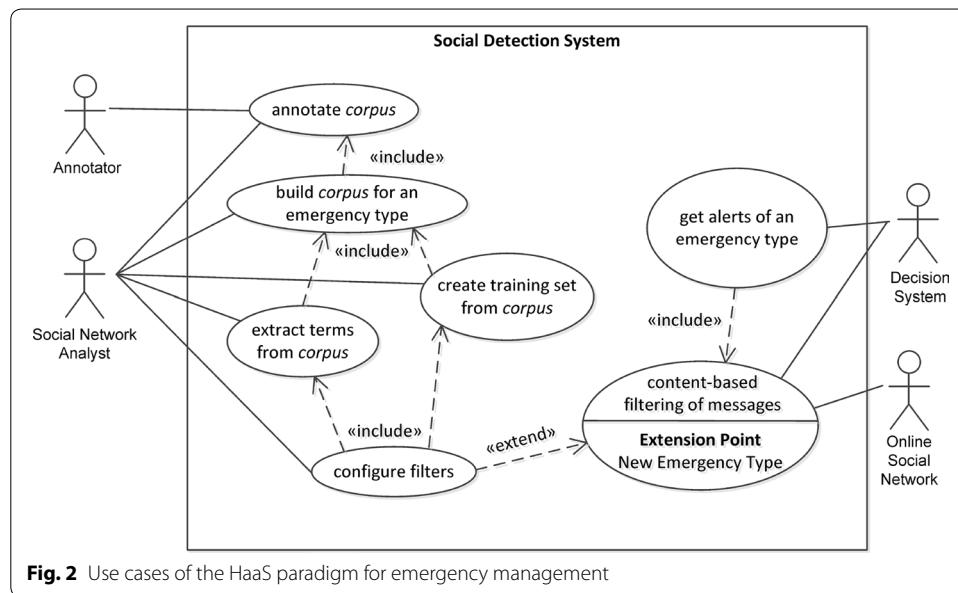 Social Detection System
annotate corpus
Annotator
«include»
build corpus for an
emergency type
«include»
get alerts of an
emergency type
Decision
System
Social Network
Analyst
create training set
from corpus
extract terms
from corpus
«include»
content-based
filtering of messages
«include»
«extend»
Extension Point
New Emergency Type
Online
Social
Network
configure filters
Fig. 2 Use cases of the HaaS paradigm for emergency management